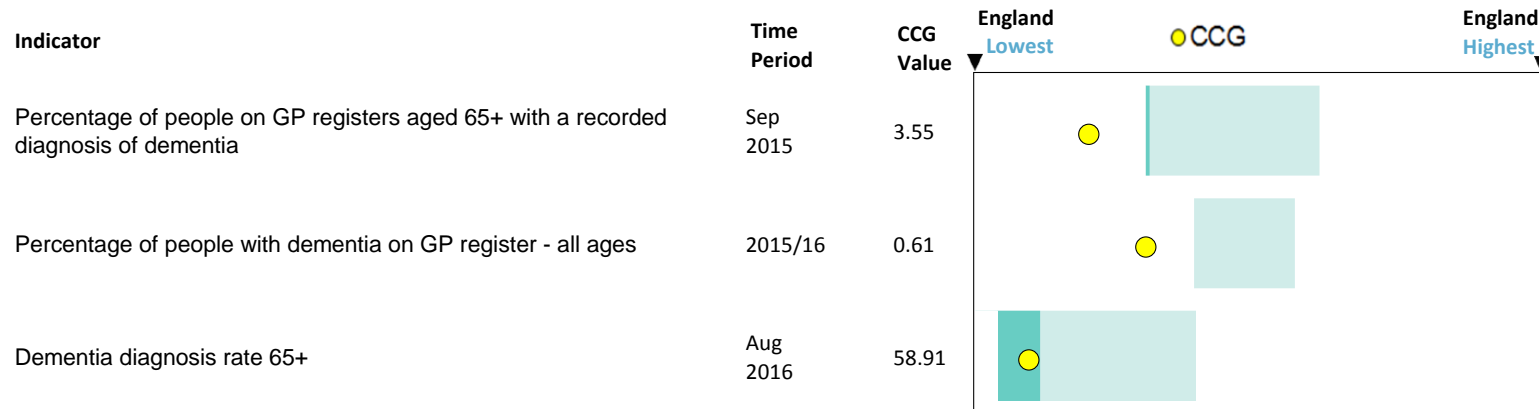 Indicator
Time
Period
CCG
Value
England
Lowest
CCG
England
Highest
Percentage of people on GP registers aged 65+ with a recorded
diagnosis of dementia
Sep
2015
3.55
Percentage of people with dementia on GP register - all ages
2015/16
0.61
Dementia diagnosis rate 65+
Aug
2016
58.91